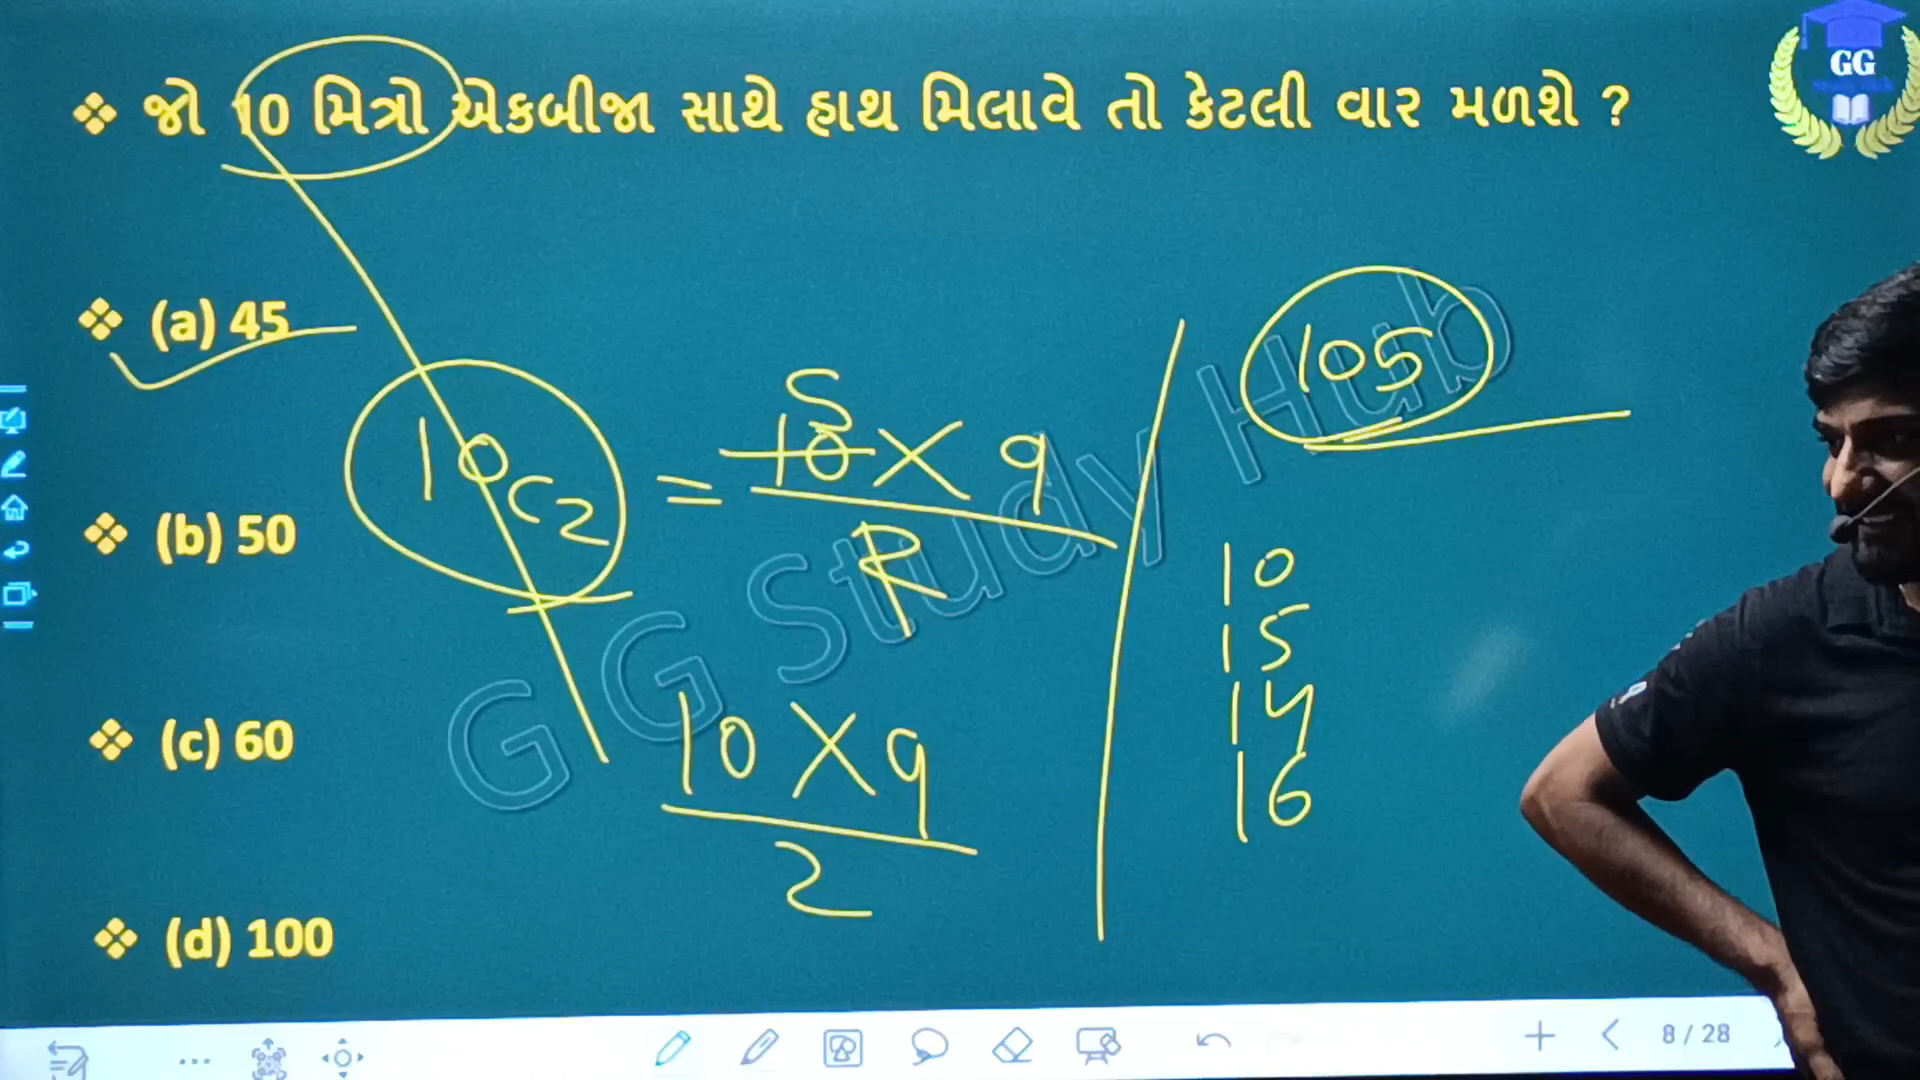 ❖ જો 10 મિત્રો એકબીજા સાથે હાથ મિલાવે તો કેટલી વાર મળશે ?
GG
❖ (a) 45
105
10C2 = 10 X 9
5
2
❖ (b) 50
10
15
14
16
❖ (c) 60
10 X 9
2
❖ (d) 100
GG Study Hub
8 / 28